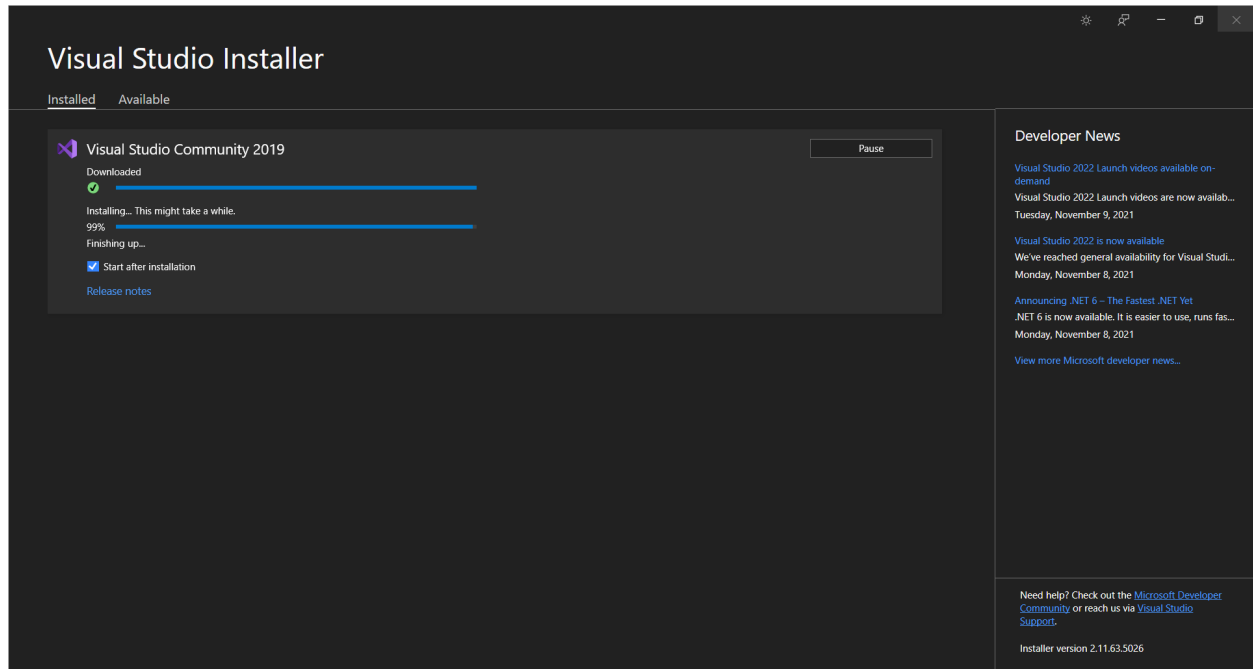 Visual Studio Installer
Installed Available
Visual Studio Community 2019
Pause
Downloaded
Installing... This might take a while.
99%
Finishing up...
Start after installation
Release notes
Developer News
Visual Studio 2022 Launch videos available on-
demand
Visual Studio 2022 Launch videos are now availab...
Tuesday, November 9, 2021
Visual Studio 2022 is now available
We've reached general availability for Visual Studi...
Monday, November 8, 2021
Announcing .NET 6 – The Fastest .NET Yet
.NET 6 is now available. It is easier to use, runs fas...
Monday, November 8, 2021
View more Microsoft developer news...
Need help? Check out the Microsoft Developer
Community or reach us via Visual Studio
Support.
Installer version 2.11.63.5026